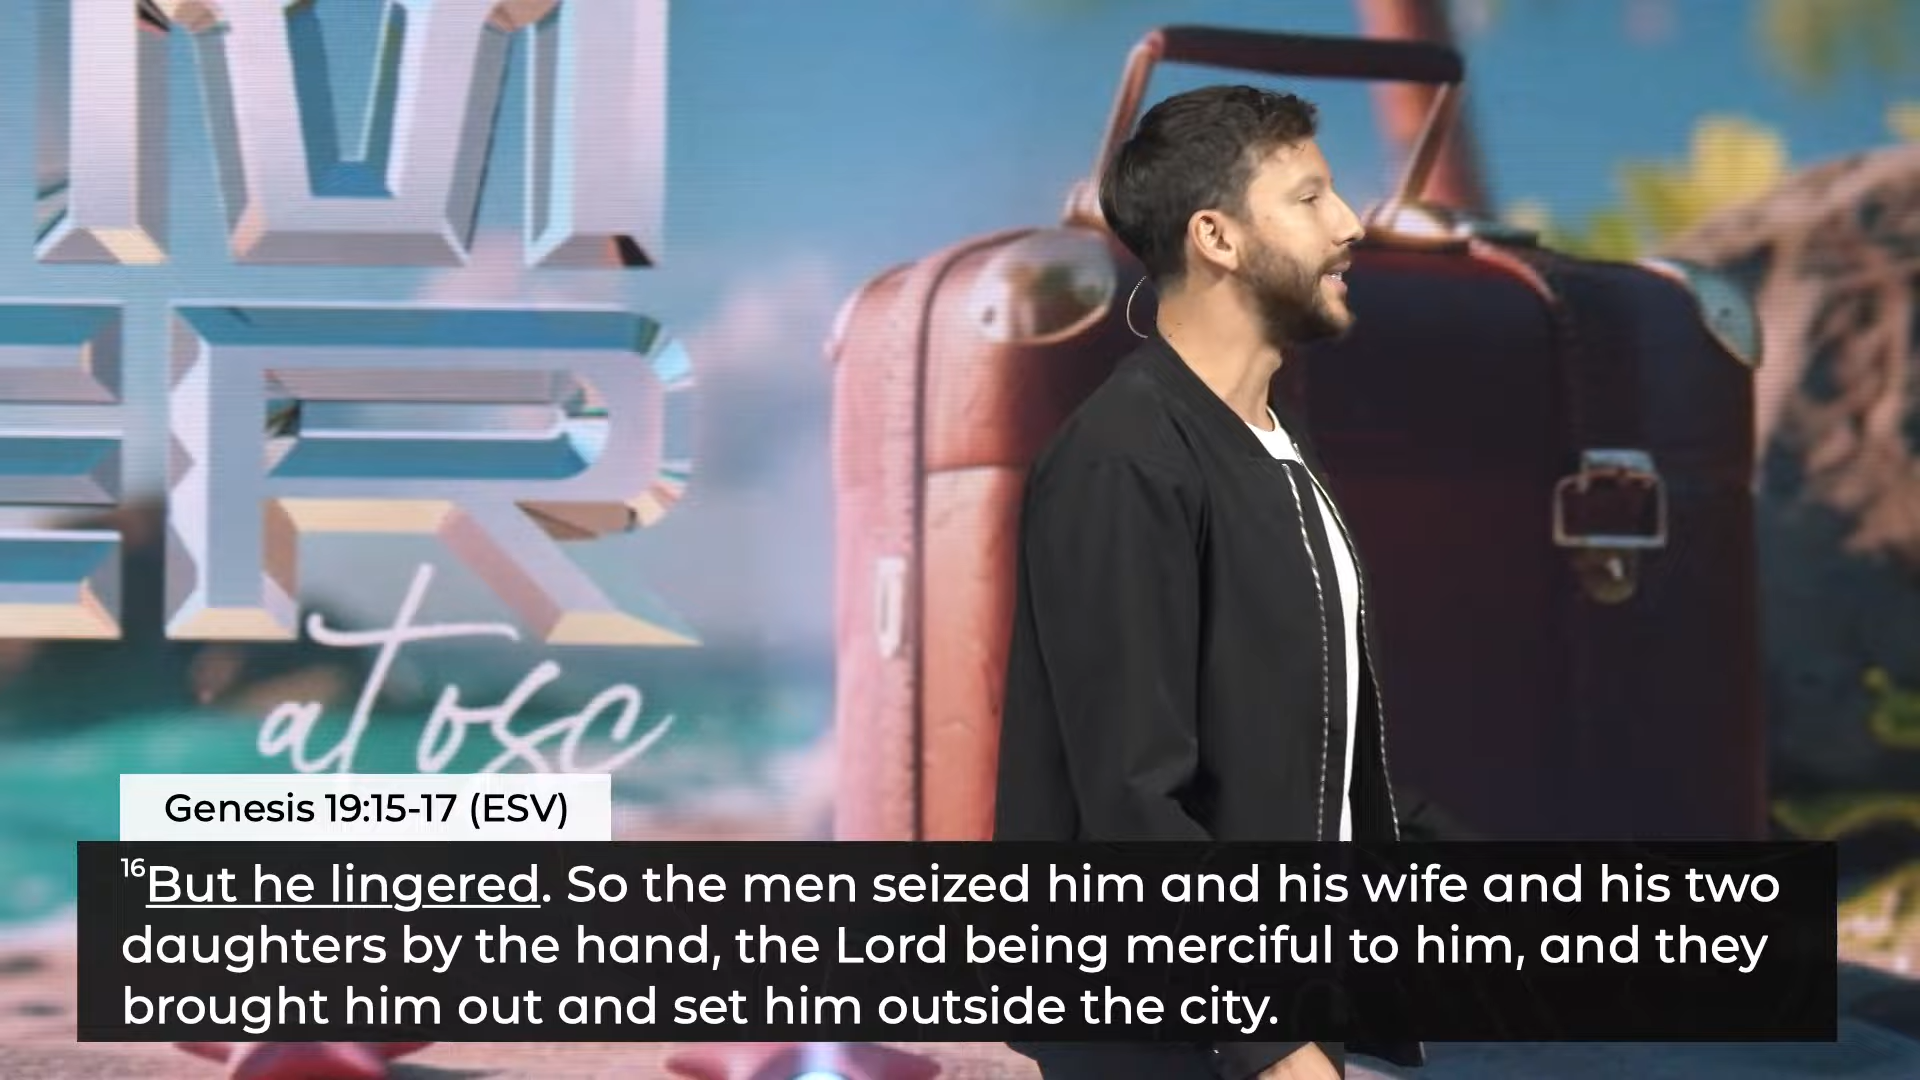 M
ER
at osc
Genesis 19:15-17 (ESV)
16But he lingered. So the men seized him and his wife and his two
daughters by the hand, the Lord being merciful to him, and they
brought him out and set him outside the city.